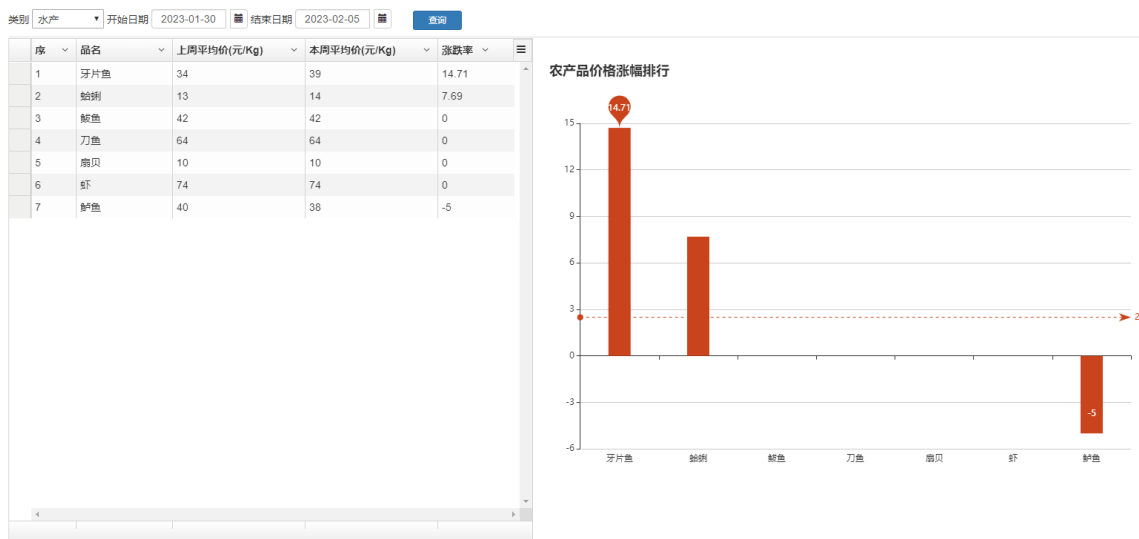 类别 水产 开始日期 2023-01-30 结束日期 2023-02-05 查询
序 品名 上周平均价(元/Kg) 本周平均价(元/Kg) 涨跌率
1 牙片鱼 34 39 14.71
2 蛤蜊 13 14 7.69
3 鲅鱼 42 42 0
4 刀鱼 64 64 0
5 扇贝 10 10 0
6 虾 74 74 0
7 鲈鱼 40 38 -5
农产品价格涨幅排行
14.71
15
12
9
6
3
2
0
-3
-5
-6
牙片鱼 蛤蜊 鲅鱼 刀鱼 扇贝 虾 鲈鱼